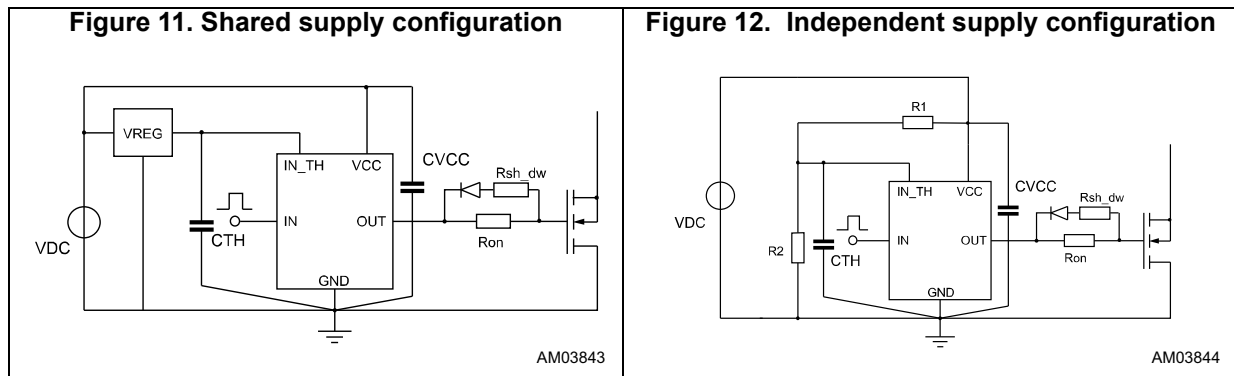 Figure 11. Shared supply configuration
VREG
IN_TH
VCC
CVCC
Rsh_dw
IN
OUT
CTH
Ron
VDC
GND
AM03843
Figure 12. Independent supply configuration
R1
IN_TH
VCC
CVCC
Rsh_dw
VDC
IN
OUT
R2
CTH
Ron
GND
AM03844